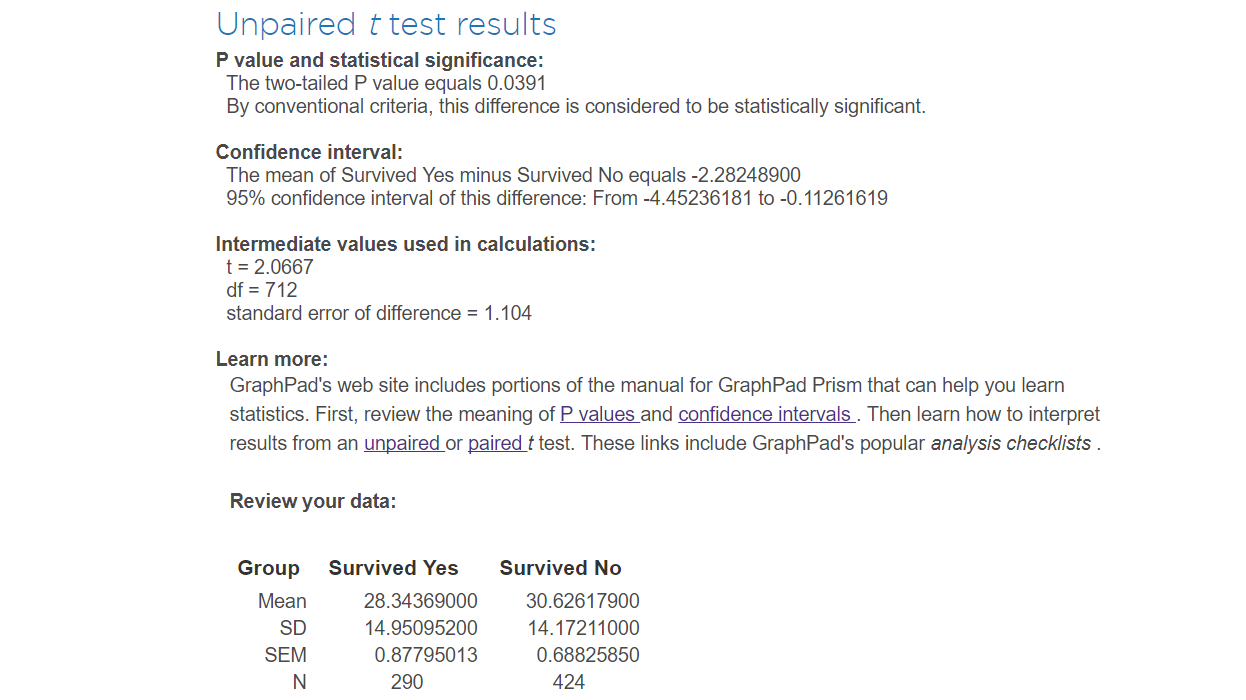 Unpaired t test results
P value and statistical significance:
The two-tailed P value equals 0.0391
By conventional criteria, this difference is considered to be statistically significant.
Confidence interval:
The mean of Survived Yes minus Survived No equals -2.28248900
95% confidence interval of this difference: From -4.45236181 to -0.11261619
Intermediate values used in calculations:
t = 2.0667
df = 712
standard error of difference = 1.104
Learn more:
GraphPad's web site includes portions of the manual for GraphPad Prism that can help you learn
statistics. First, review the meaning of P values and confidence intervals . Then learn how to interpret
results from an unpaired or paired t test. These links include GraphPad's popular analysis checklists .
Review your data:
Group Survived Yes Survived No
Mean 28.34369000 30.62617900
SD 14.95095200 14.17211000
SEM 0.87795013 0.68825850
N 290 424